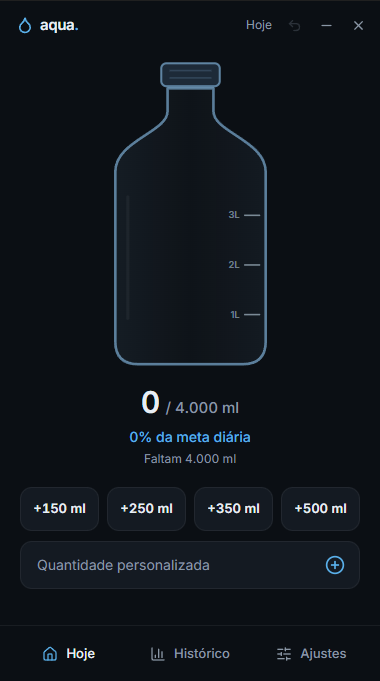 aqua.
Hoje
3L
2L
1L
0 / 4.000 ml
0% da meta diária
Faltam 4.000 ml
+150 ml +250 ml +350 ml +500 ml
Quantidade personalizada
Hoje Histórico Ajustes